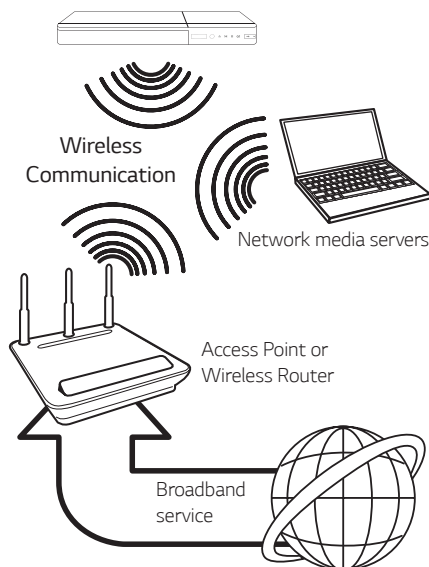 Wireless
Communication
Network media servers
Access Point or
Wireless Router
Broadband
service